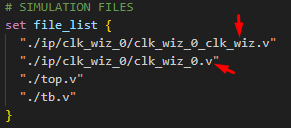 # SIMULATION FILES
set file_list {
"./ip/clk_wiz_0/clk_wiz_0_clk_wiz.v"
"./ip/clk_wiz_0/clk_wiz_0.v"
"./top.v"
"./tb.v"
}